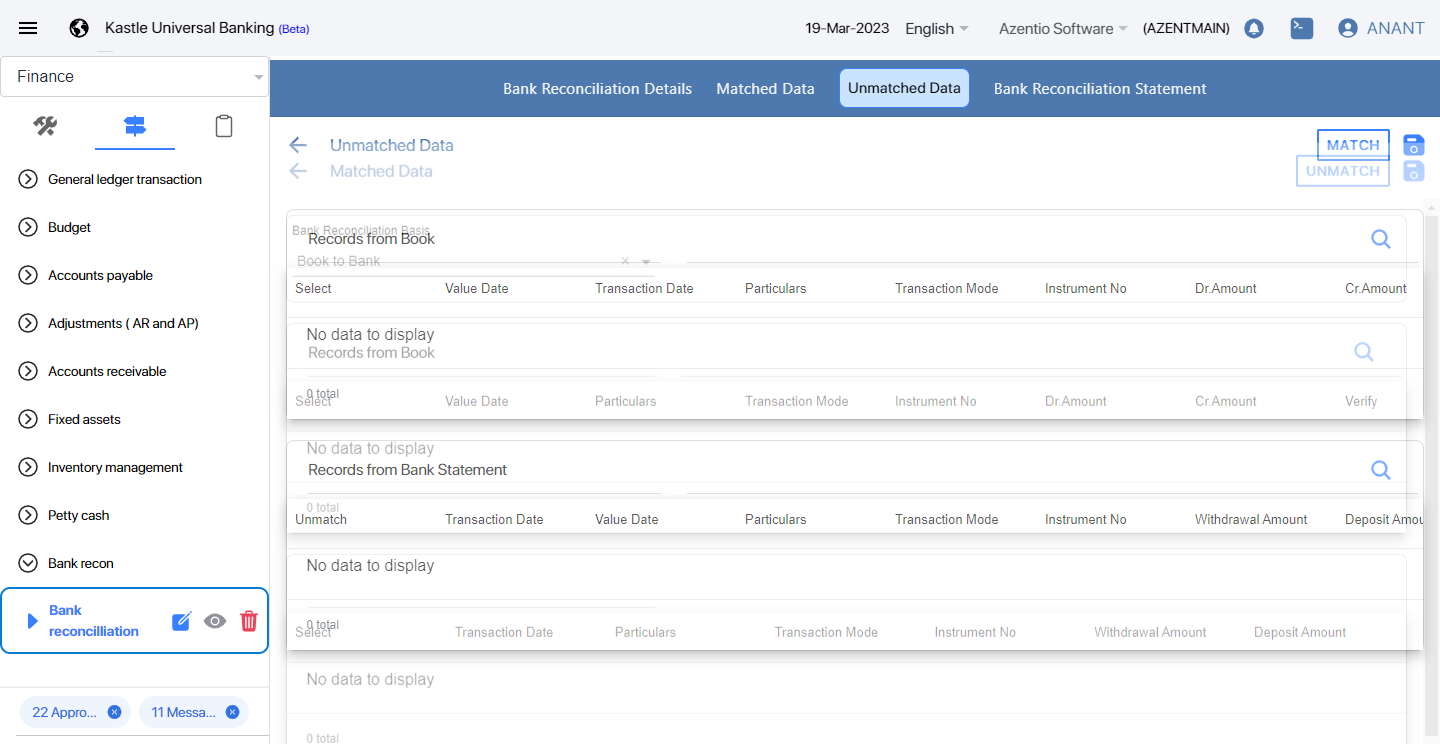 Kastle Universal Banking (Beta)
19-Mar-2023 English Azentio Software (AZENTMAIN) ANANT
Finance
Bank Reconciliation Details Matched Data Unmatched Data Bank Reconciliation Statement
Unmatched Data MATCH
Matched Data UNMATCH
General ledger transaction
Budget
Accounts payable
Adjustments ( AR and AP)
Accounts receivable
Fixed assets
Inventory management
Petty cash
Bank recon
Bank
reconcilliation
22 Appro... 11 Messa...
Bank Reconciliation Basis
Records from Book
Book to Bank
Select Value Date Transaction Date Particulars Transaction Mode Instrument No Dr.Amount Cr.Amount
No data to display
Records from Book
0 total
Select Value Date Particulars Transaction Mode Instrument No Dr.Amount Cr.Amount Verify
No data to display
Records from Bank Statement
0 total
Unmatch Transaction Date Value Date Particulars Transaction Mode Instrument No Withdrawal Amount Deposit Amou
No data to display
0 total
Select Transaction Date Particulars Transaction Mode Instrument No Withdrawal Amount Deposit Amount
No data to display
0 total